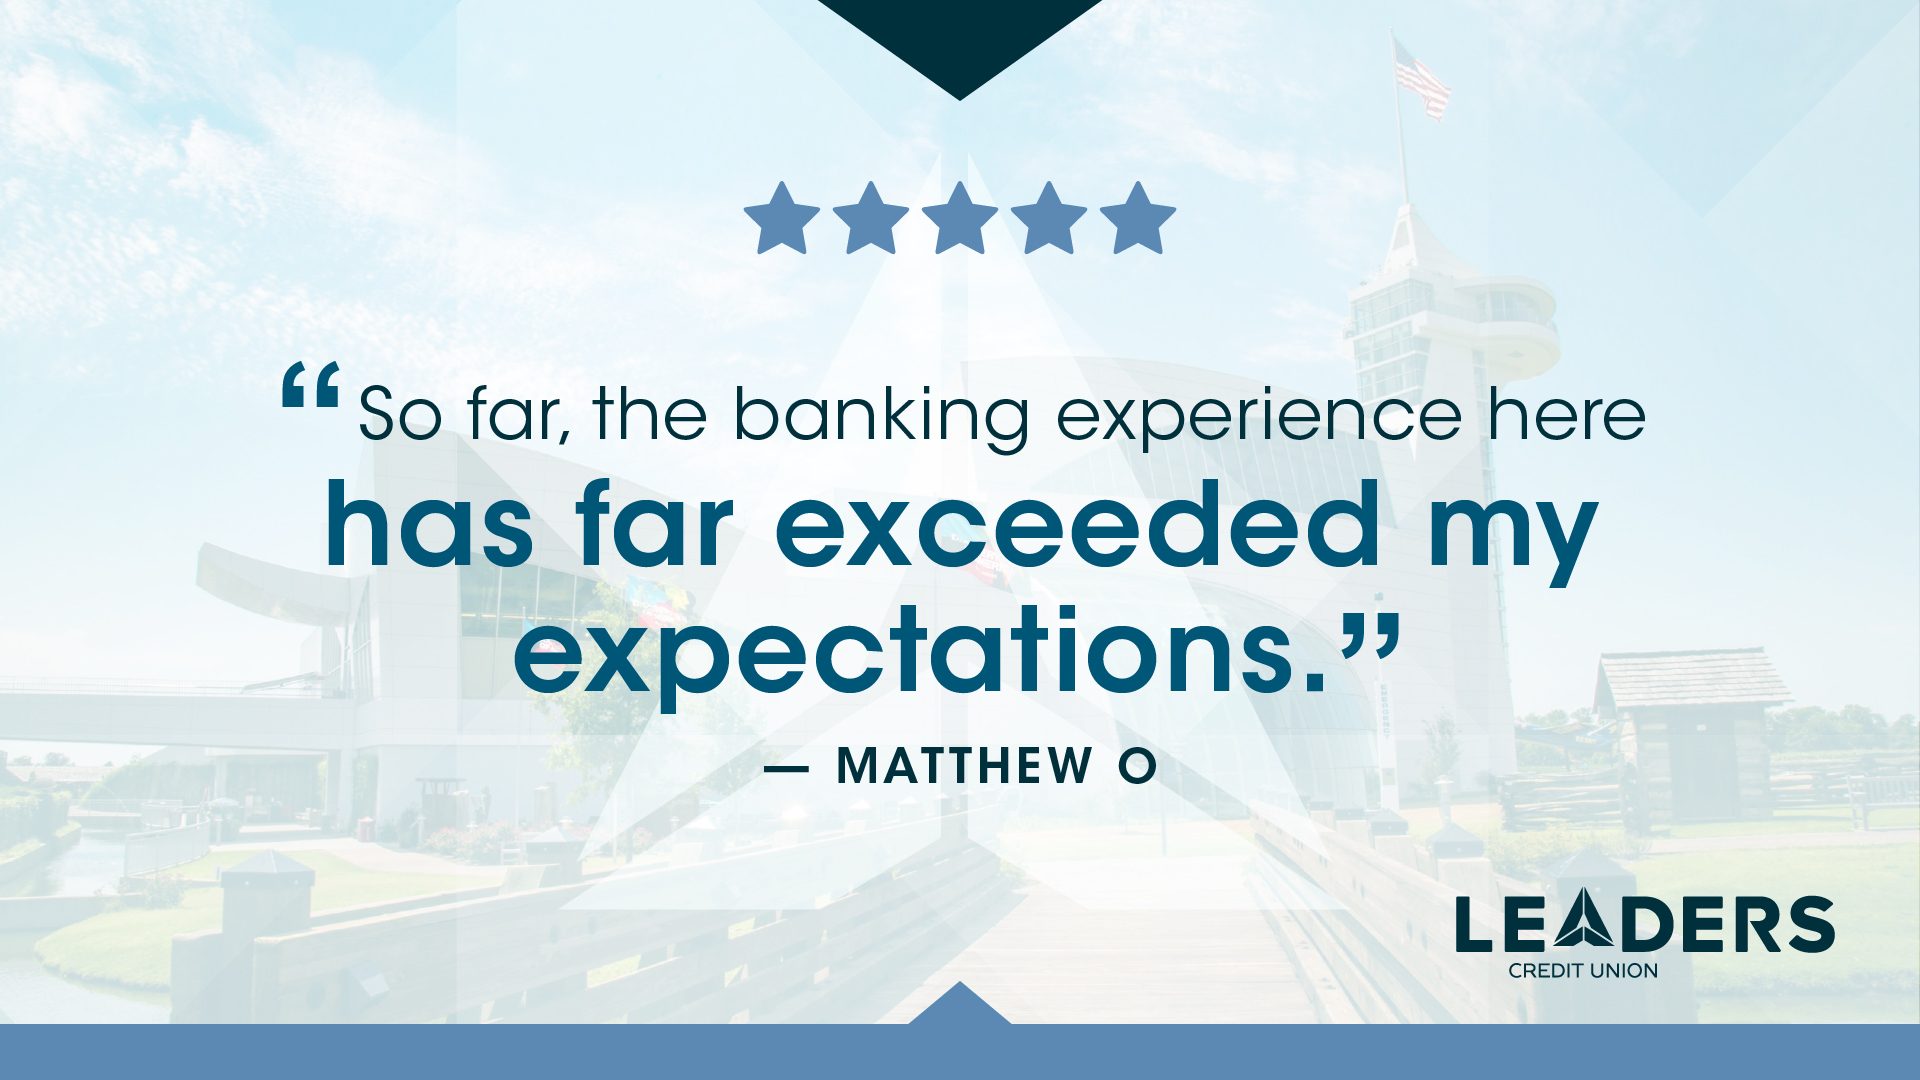 “So far, the banking experience here
has far exceeded my
expectations.”
— MATTHEW O
LEADERS
CREDIT UNION